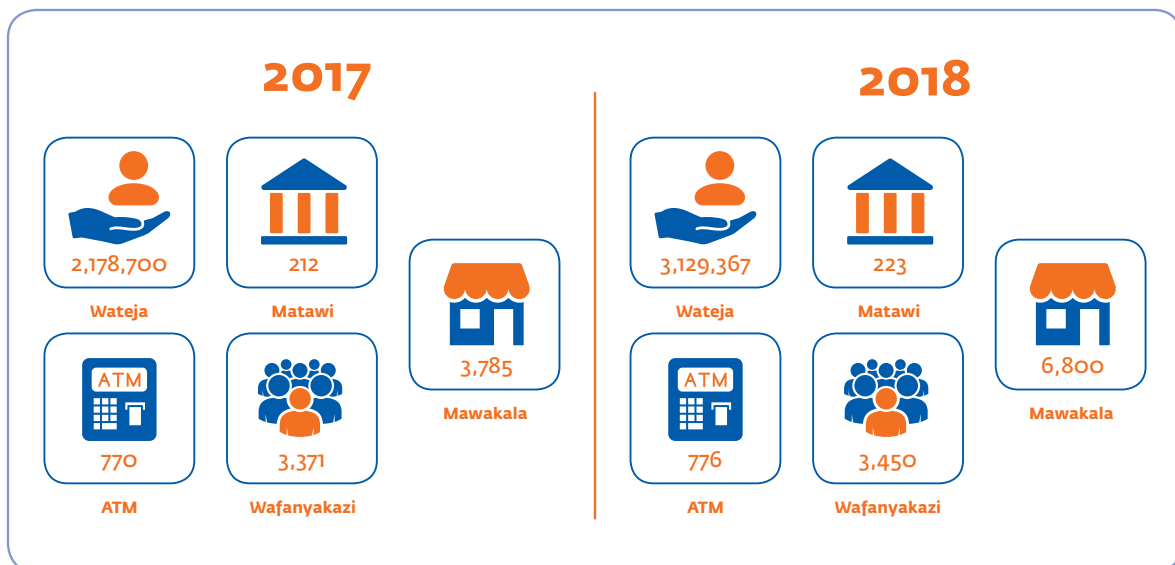 2017
2,178,700
Wateja
212
Matawi
3,785
Mawakala
ATM
770
ATM
3,371
Wafanyakazi
2018
3,129,367
Wateja
223
Matawi
6,800
Mawakala
ATM
776
ATM
3,450
Wafanyakazi